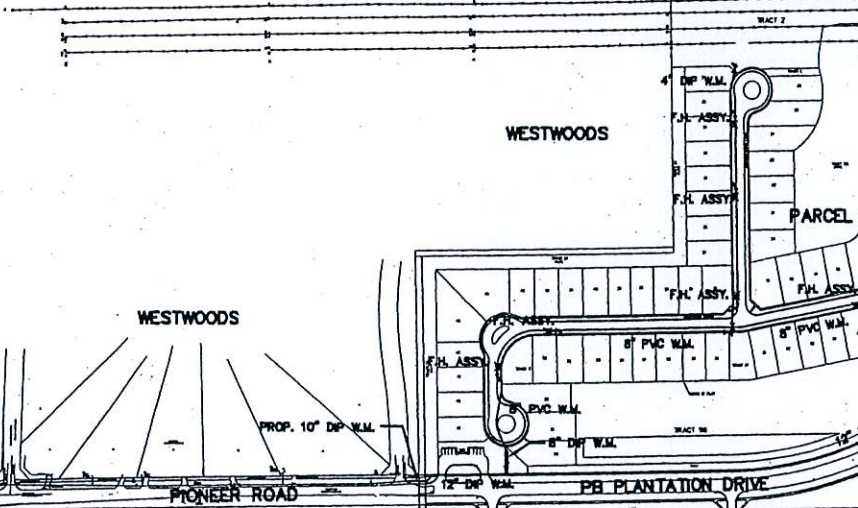 TRACT Z
4" DIP W.M.
F.H. ASSY.
WESTWOODS
F.H. ASSY
PARCEL
F.H. ASSY.
F.H. ASSY.
WESTWOODS
F.H. ASSY.
8" PVC W.M.
8" PVC W.M.
F.H. ASSY
8" PVC W.M.
PROP. 10" DIP W.M.
8" DIP W.M.
12"
12" DIP W.M.
PB PLANTATION DRIVE
PIONEER ROAD